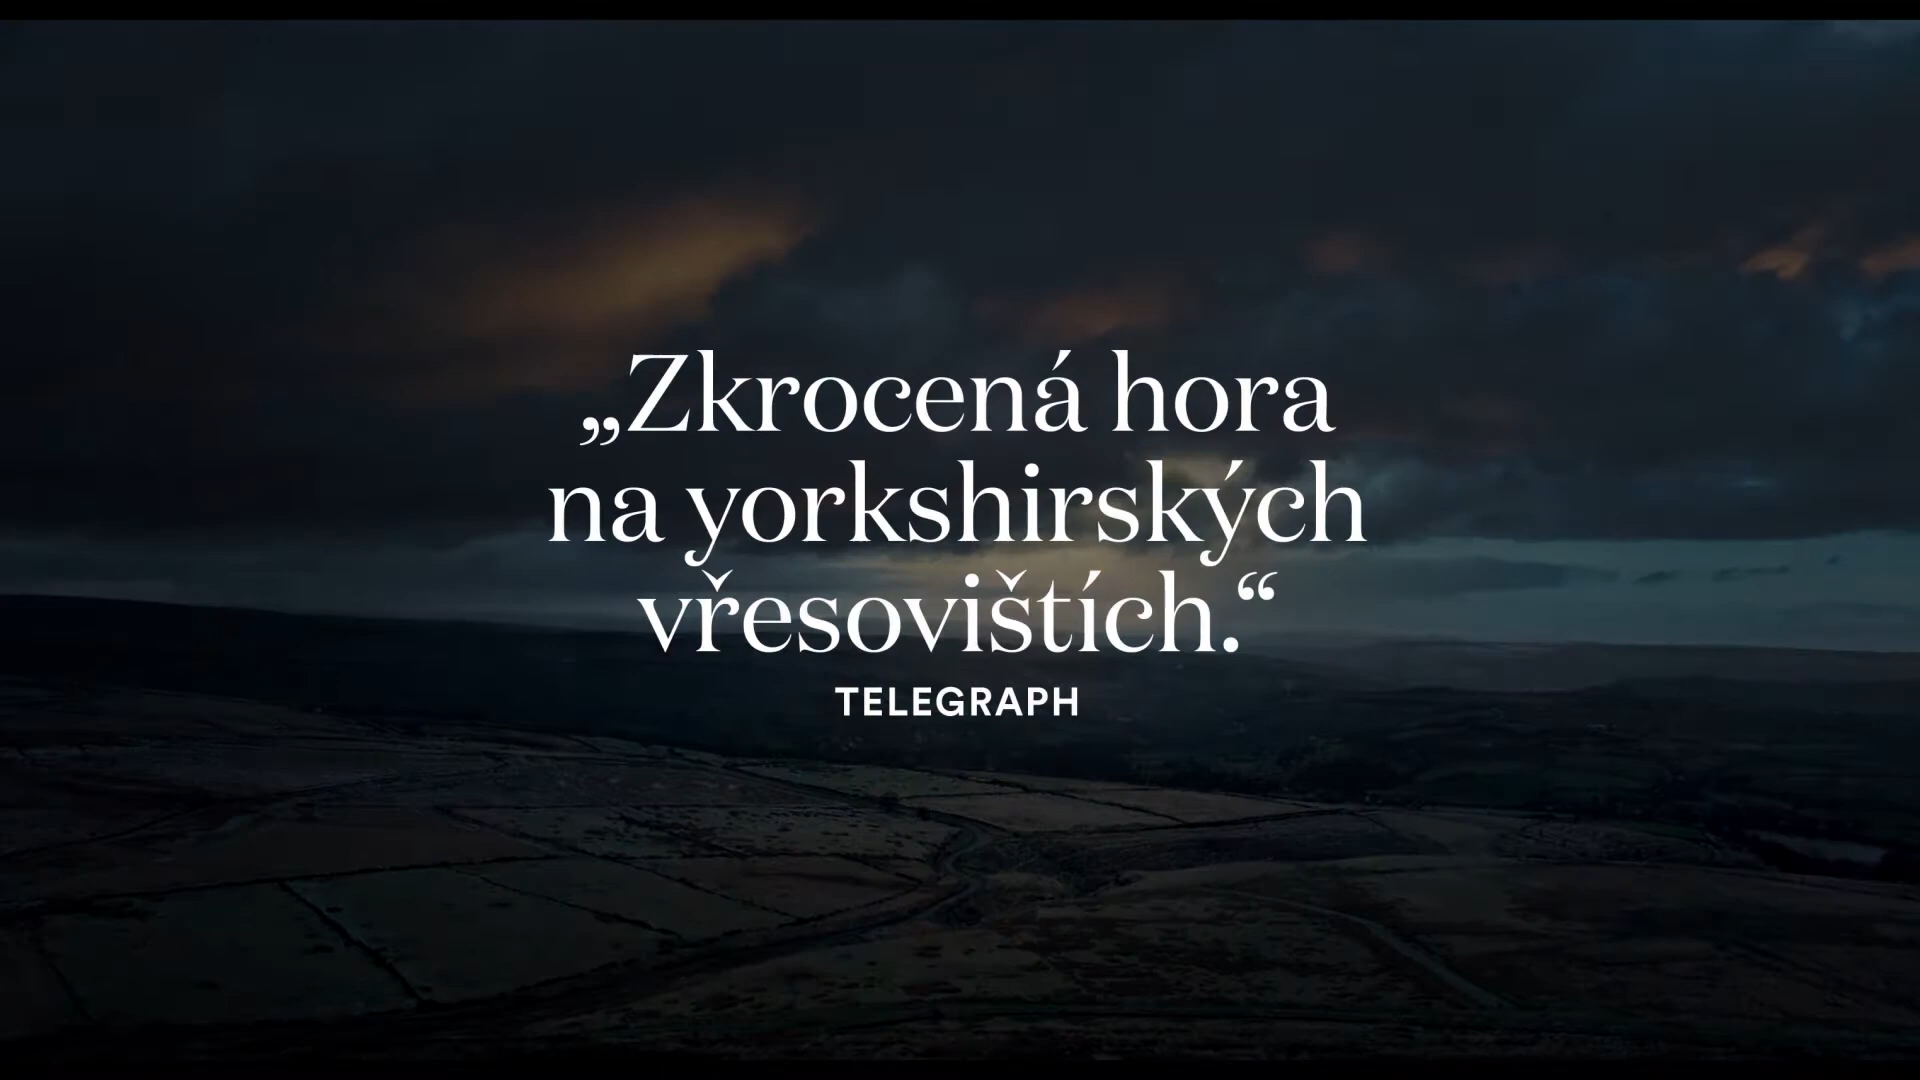 „Zkrocená hora
na yorkshirských
vřesovištích.“
TELEGRAPH